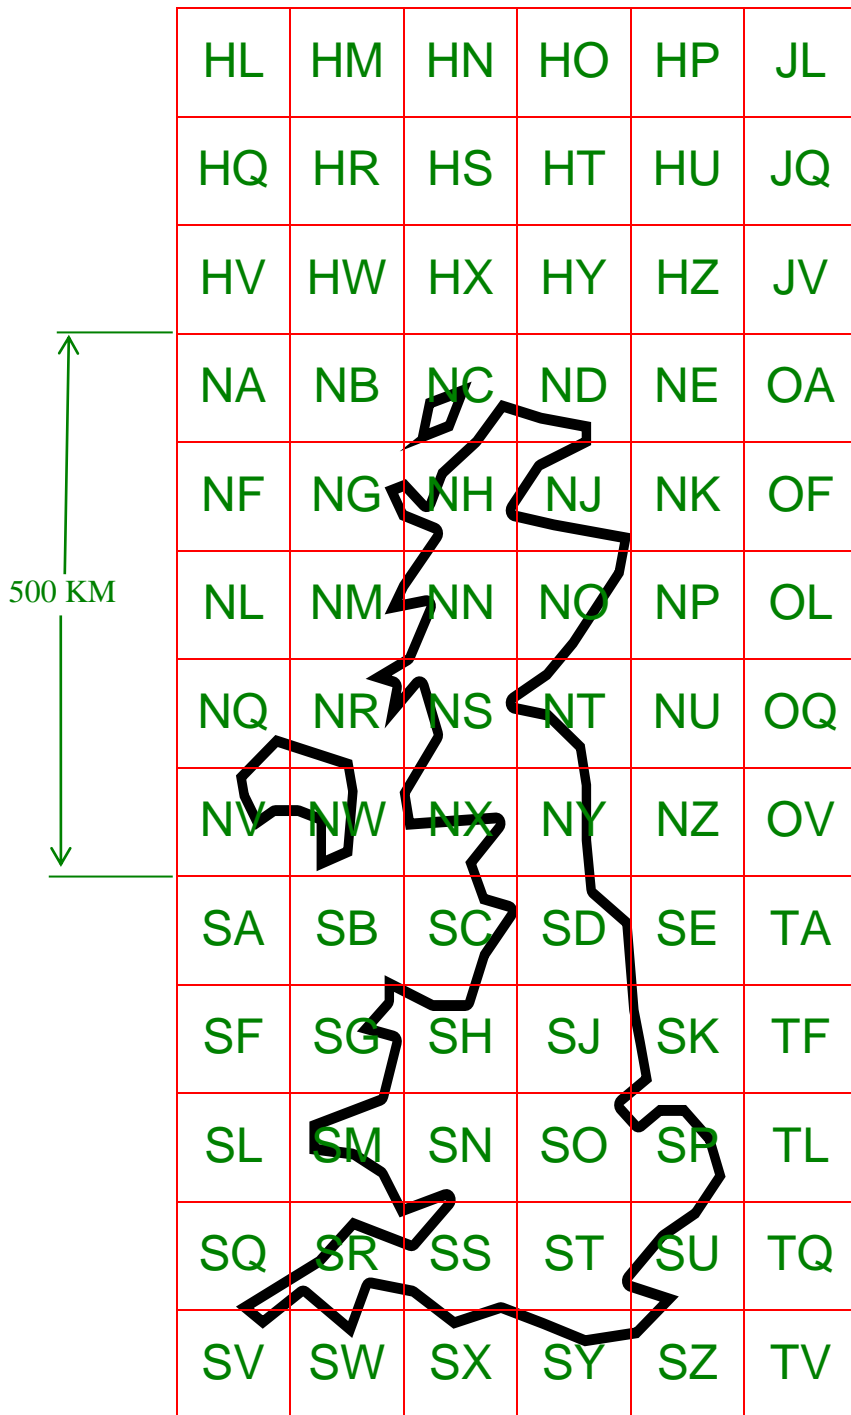 HL HM HN HO HP JL
HQ HR HS HT HU JQ
HV HW HX HY HZ JV
NA NB NC ND NE OA
NF NG NH NJ NK OF
500 KM
NL NM NN NO NP OL
NQ NR NS NT NU OQ
NV NW NX NY NZ OV
SA SB SC SD SE TA
SF SG SH SJ SK TF
SL SM SN SO SP TL
SQ SR SS ST SU TQ
SV SW SX SY SZ TV